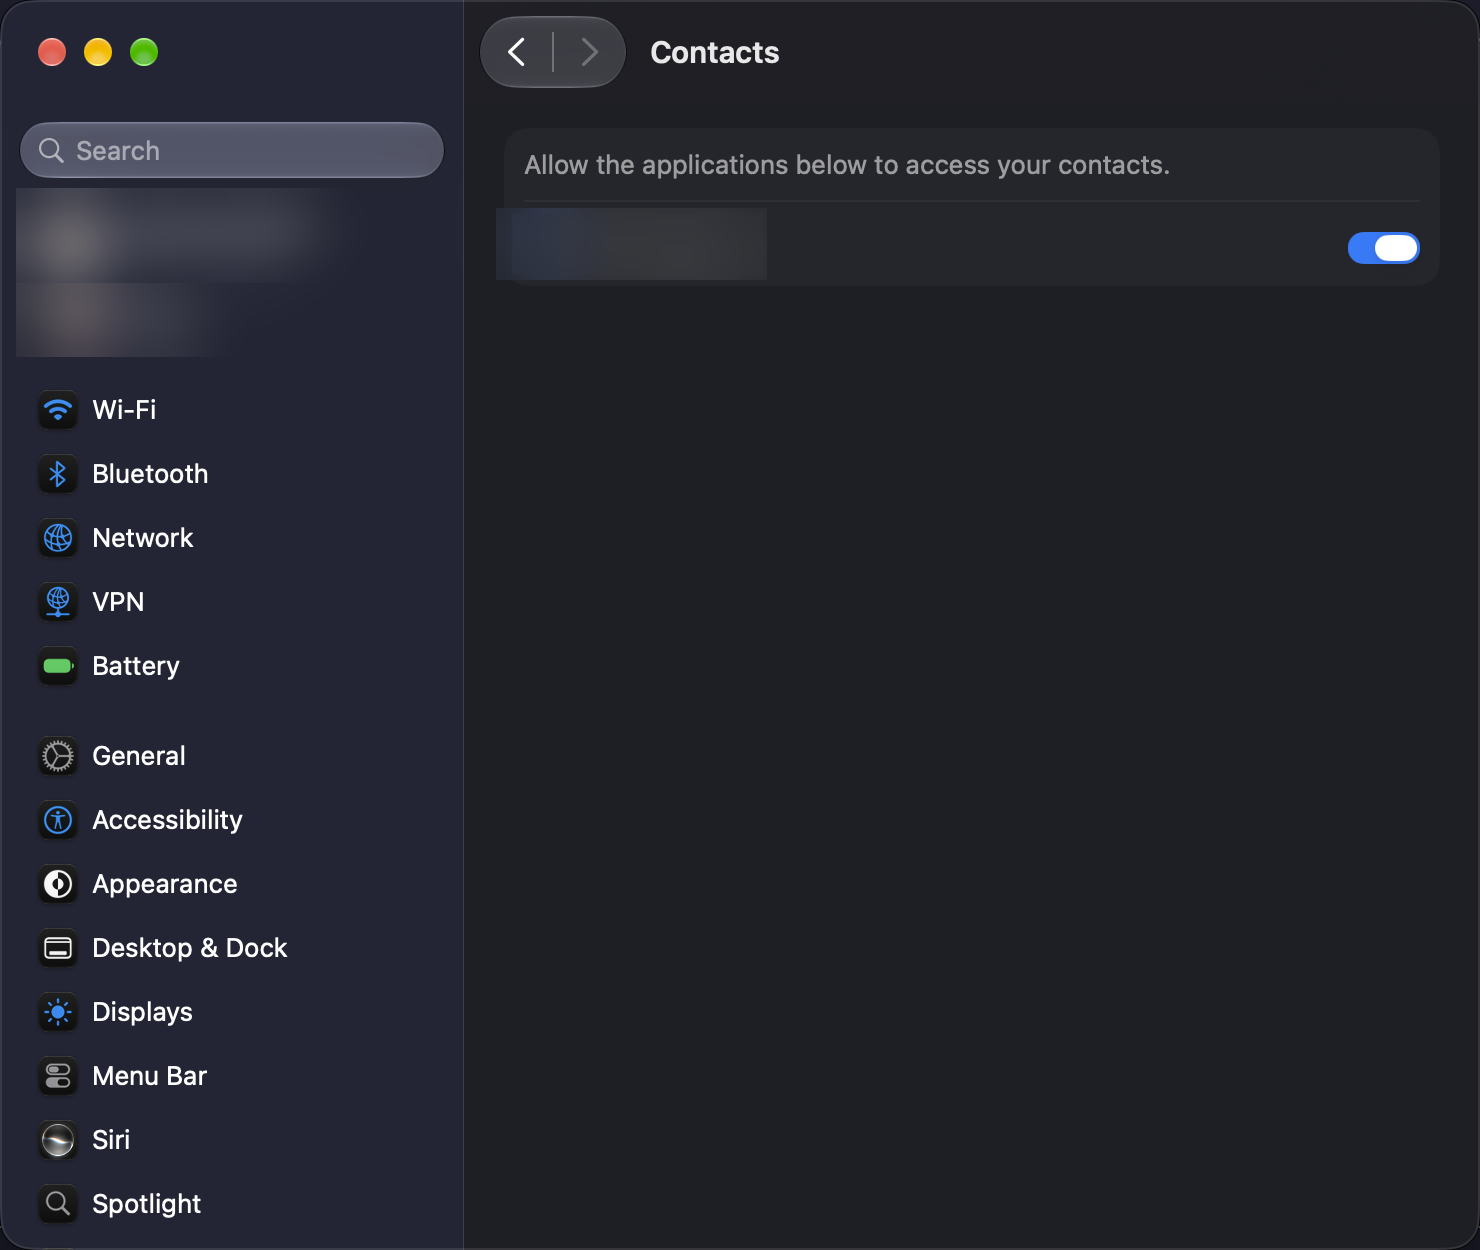 Search
Wi-Fi
Bluetooth
Network
VPN
Battery
General
Accessibility
Appearance
Desktop & Dock
Displays
Menu Bar
Siri
Spotlight
Contacts
Allow the applications below to access your contacts.